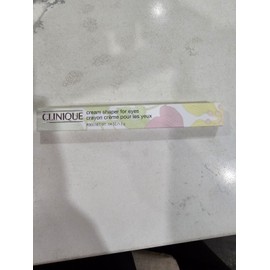 CLINIQUE
cream shaper for eyes
crayon crème pour les yeux